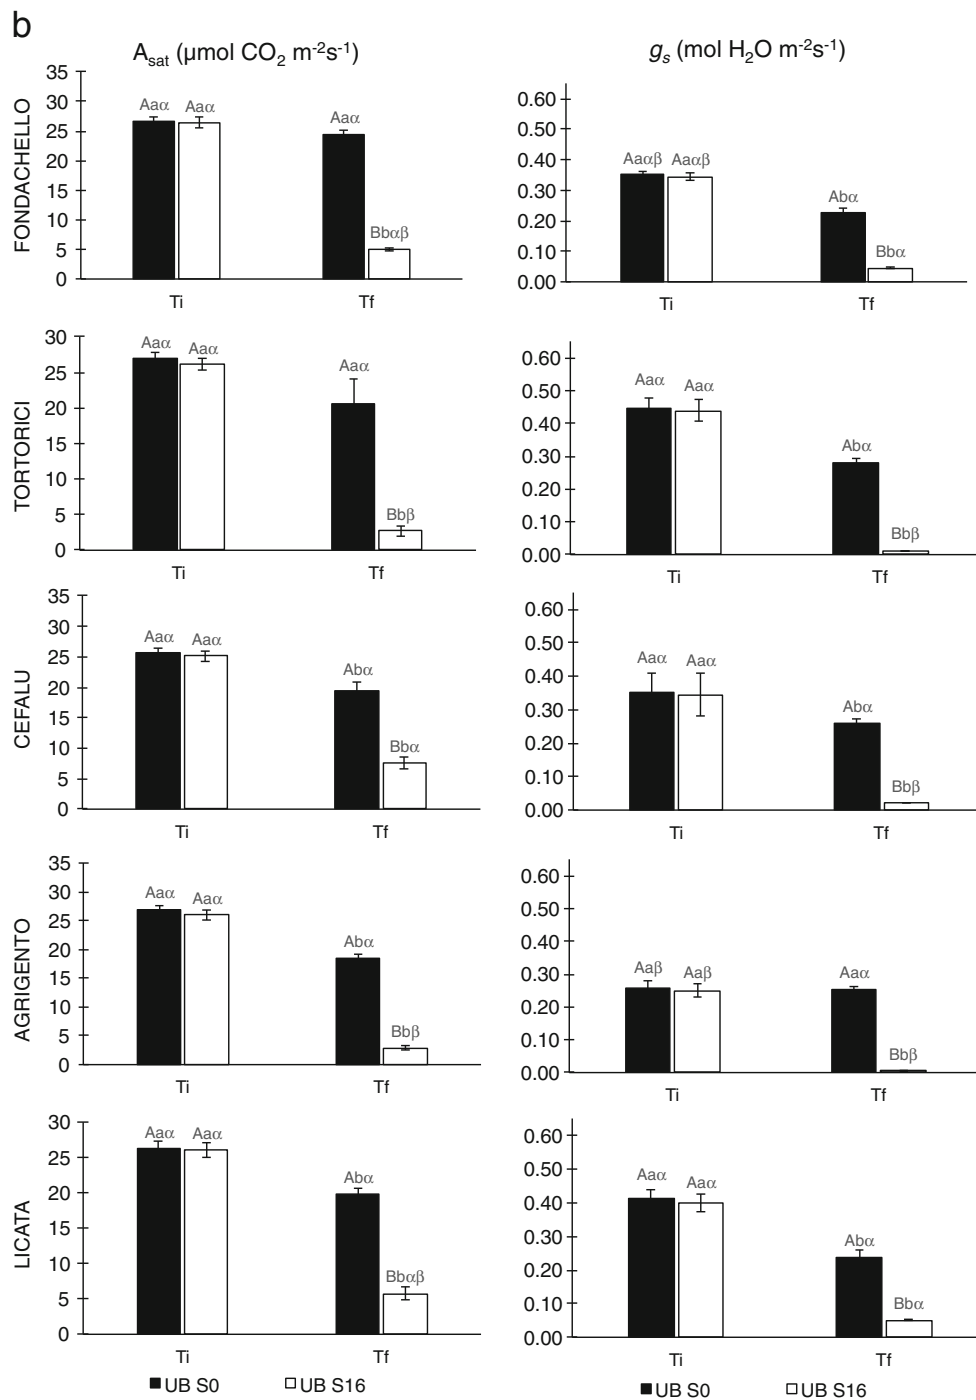 b
Asat (μmol CO2 m-2s-1)
gs (mol H2O m-2s-1)
FONDACHELLO
35
30
25
20
15
10
5
0
Aaα Aaα
Aaα
Bbαβ
Ti
Tf
0.60
0.50
0.40
0.30
0.20
0.10
0.00
Aaαβ Aaαβ
Abα
Bbα
Ti
Tf
TORTORICI
30
25
20
15
10
5
0
Aaα Aaα
Aaα
Bbβ
Ti
Tf
0.60
0.50
0.40
0.30
0.20
0.10
0.00
Aaα Aaα
Abα
Bbβ
Ti
Tf
CEFALU
35
30
25
20
15
10
5
0
Aaα Aaα
Abα
Bbα
Ti
Tf
0.60
0.50
0.40
0.30
0.20
0.10
0.00
Aaα Aaα
Abα
Bbβ
Ti
Tf
AGRIGENTO
35
30
25
20
15
10
5
0
Aaα Aaα
Abα
Bbβ
Ti
Tf
0.60
0.50
0.40
0.30
0.20
0.10
0.00
Aaβ Aaβ
Aaα
Bbβ
Ti
Tf
LICATA
30
25
20
15
10
5
0
Aaα Aaα
Abα
Bbαβ
Ti
Tf
0.60
0.50
0.40
0.30
0.20
0.10
0.00
Aaα Aaα
Abα
Bbα
Ti
Tf
UB S0 UB S16
UB S0 UB S16